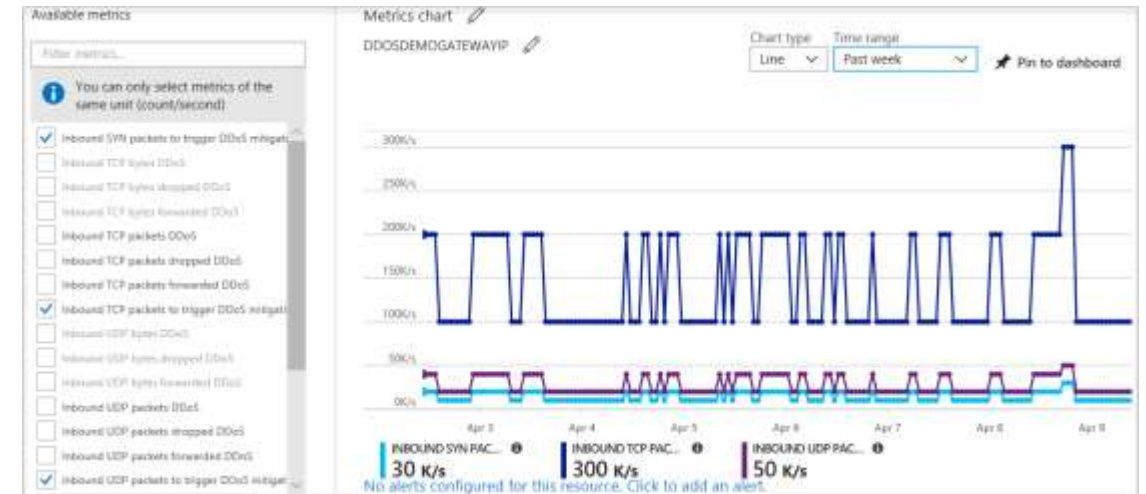 Available metrics
Filter metrics...
You can only select metrics of the
same unit (count/second)
Inbound SYN packets to trigger DDoS mitigati
Inbound TCP bytes DDoS
Inbound TCP bytes dropped DDoS
Inbound TCP bytes forwarded DDoS
Inbound TCP packets DDoS
Inbound TCP packets dropped DDoS
Inbound TCP packets forwarded DDoS
Inbound TCP packets to trigger DDoS mitigati
Inbound UDP bytes DDoS
Inbound UDP bytes dropped DDoS
Inbound UDP bytes forwarded DDoS
Inbound UDP packets DDoS
Inbound UDP packets dropped DDoS
Inbound UDP packets forwarded DDoS
Inbound UDP packets to trigger DDoS mitigat
Metrics chart
DDOSDEMOGATEWAYIP
Chart type Time range
Line Past week Pin to dashboard
300K/s
250K/s
200K/s
150K/s
100K/s
50K/s
0K/s
Apr 3 Apr 4 Apr 5 Apr 6 Apr 7 Apr 8 Apr 9
INBOUND SYN PAC... INBOUND TCP PAC... INBOUND UDP PAC...
30 K/s 300 K/s 50 K/s
No alerts configured for this resource. Click to add an alert.